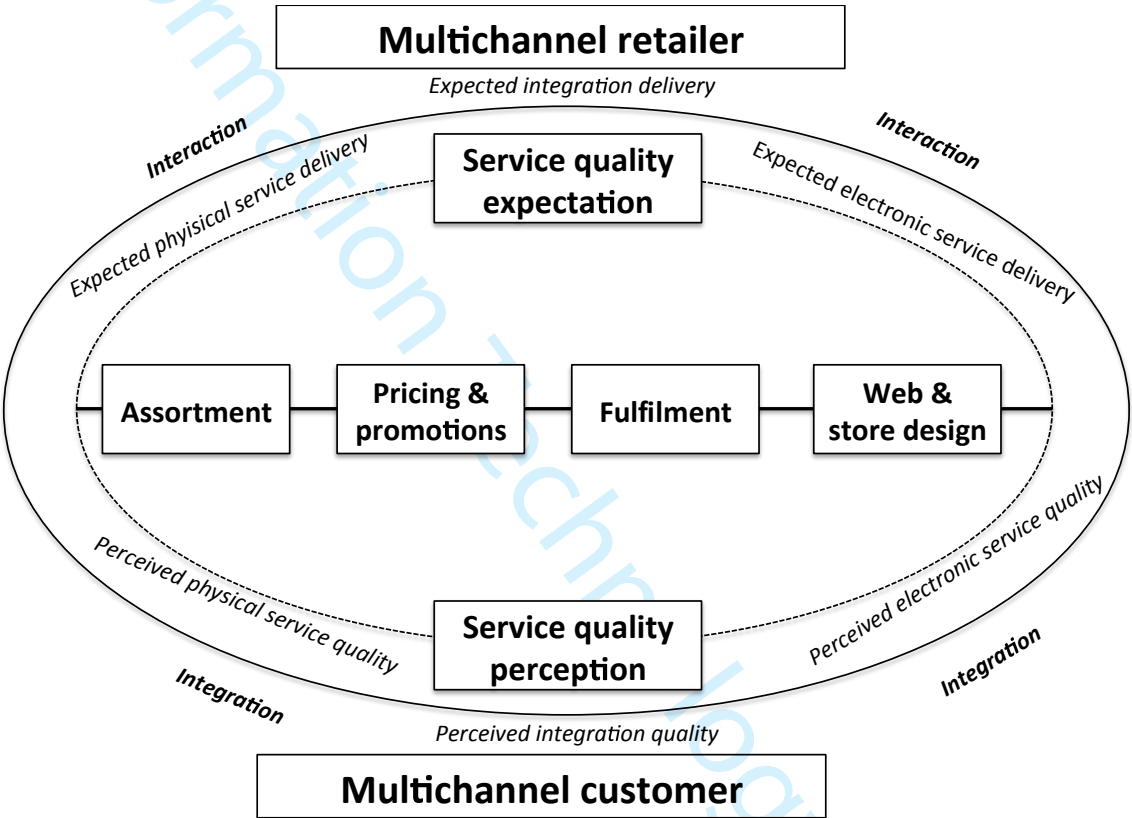 Multichannel retailer
Expected integration delivery
Interaction
Interaction
Expected phyisical service delivery
Service quality
expectation
Expected electronic service delivery
Assortment
Pricing &
promotions
Fulfilment
Web &
store design
Perceived physical service quality
Service quality
perception
Perceived electronic service quality
Integration
Integration
Perceived integration quality
Multichannel customer